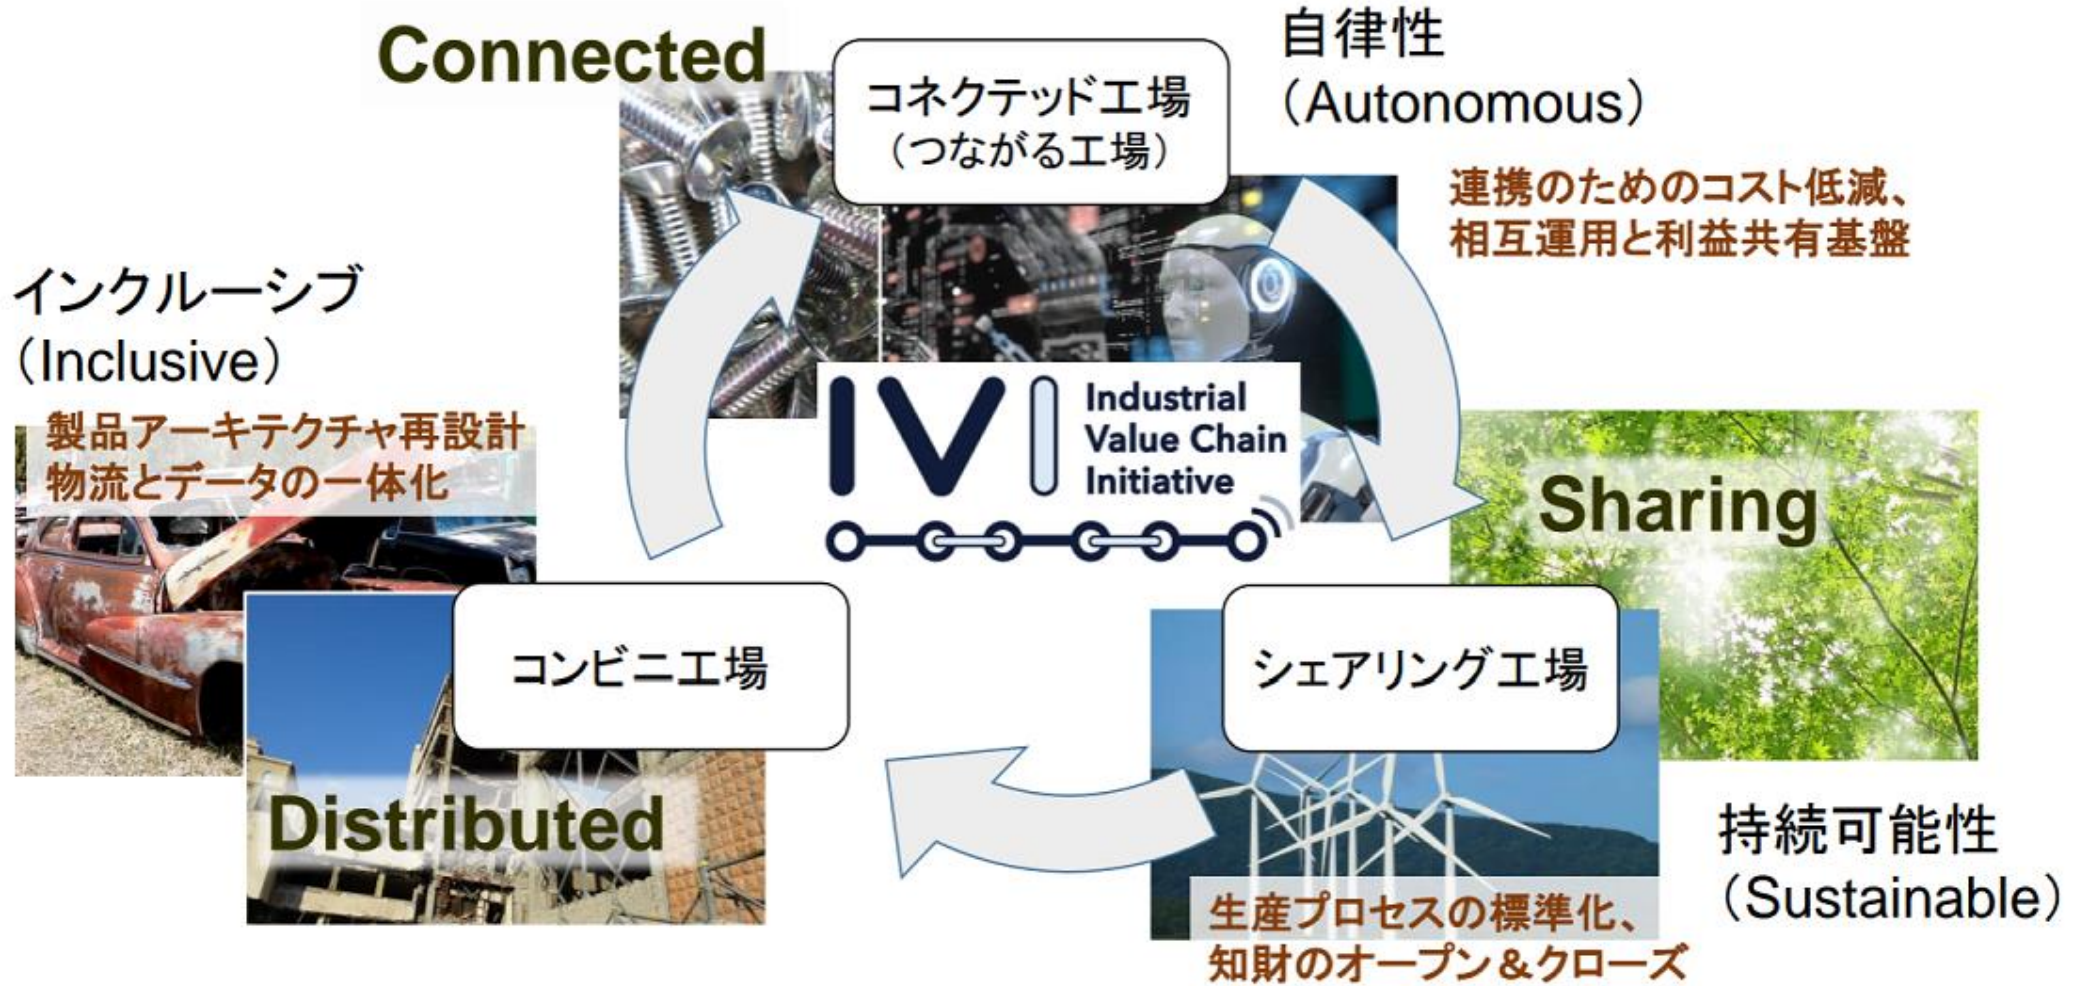 Connected
コネクテッド工場
（つながる工場）
自律性
（Autonomous）
連携のためのコスト低減、
相互運用と利益共有基盤
インクルーシブ
（Inclusive）
製品アーキテクチャ再設計
物流とデータの一体化
IVI
Industrial
Value Chain
Initiative
Sharing
コンビニ工場
シェアリング工場
Distributed
持続可能性
（Sustainable）
生産プロセスの標準化、
知財のオープン＆クローズ